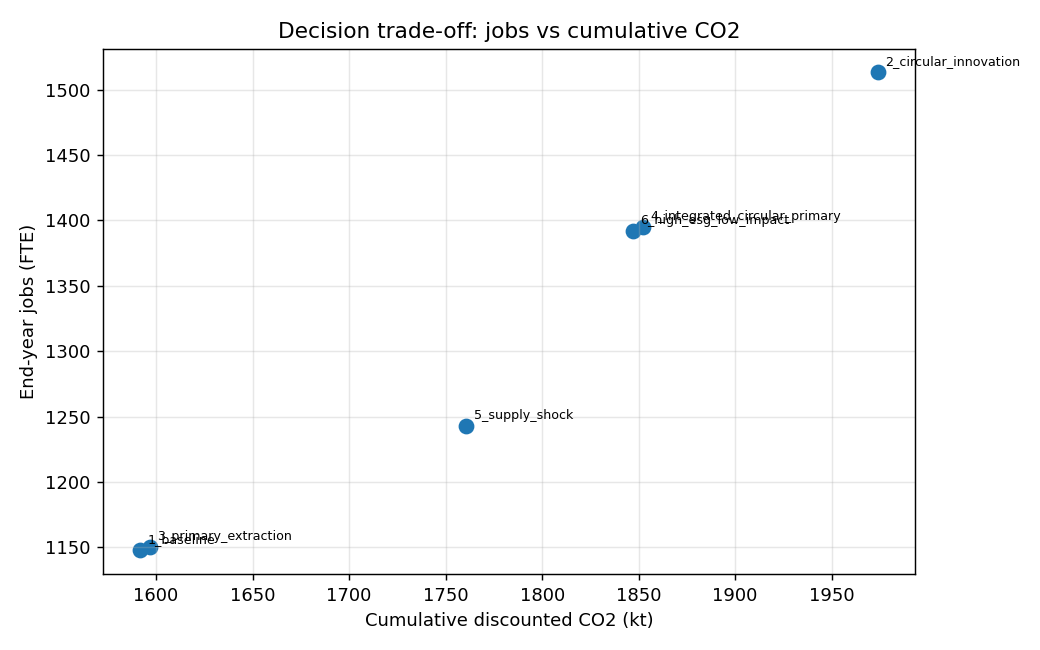 Decision trade-off: jobs vs cumulative CO2
2_circular_innovation
1500
1450
4_integrated_circular_primary
6_high_esg_low_impact
1400
1350
End-year jobs (FTE)
1300
5_supply_shock
1250
1200
3_primary_extraction
1_baseline
1150
1600 1650 1700 1750 1800 1850 1900 1950
Cumulative discounted CO2 (kt)